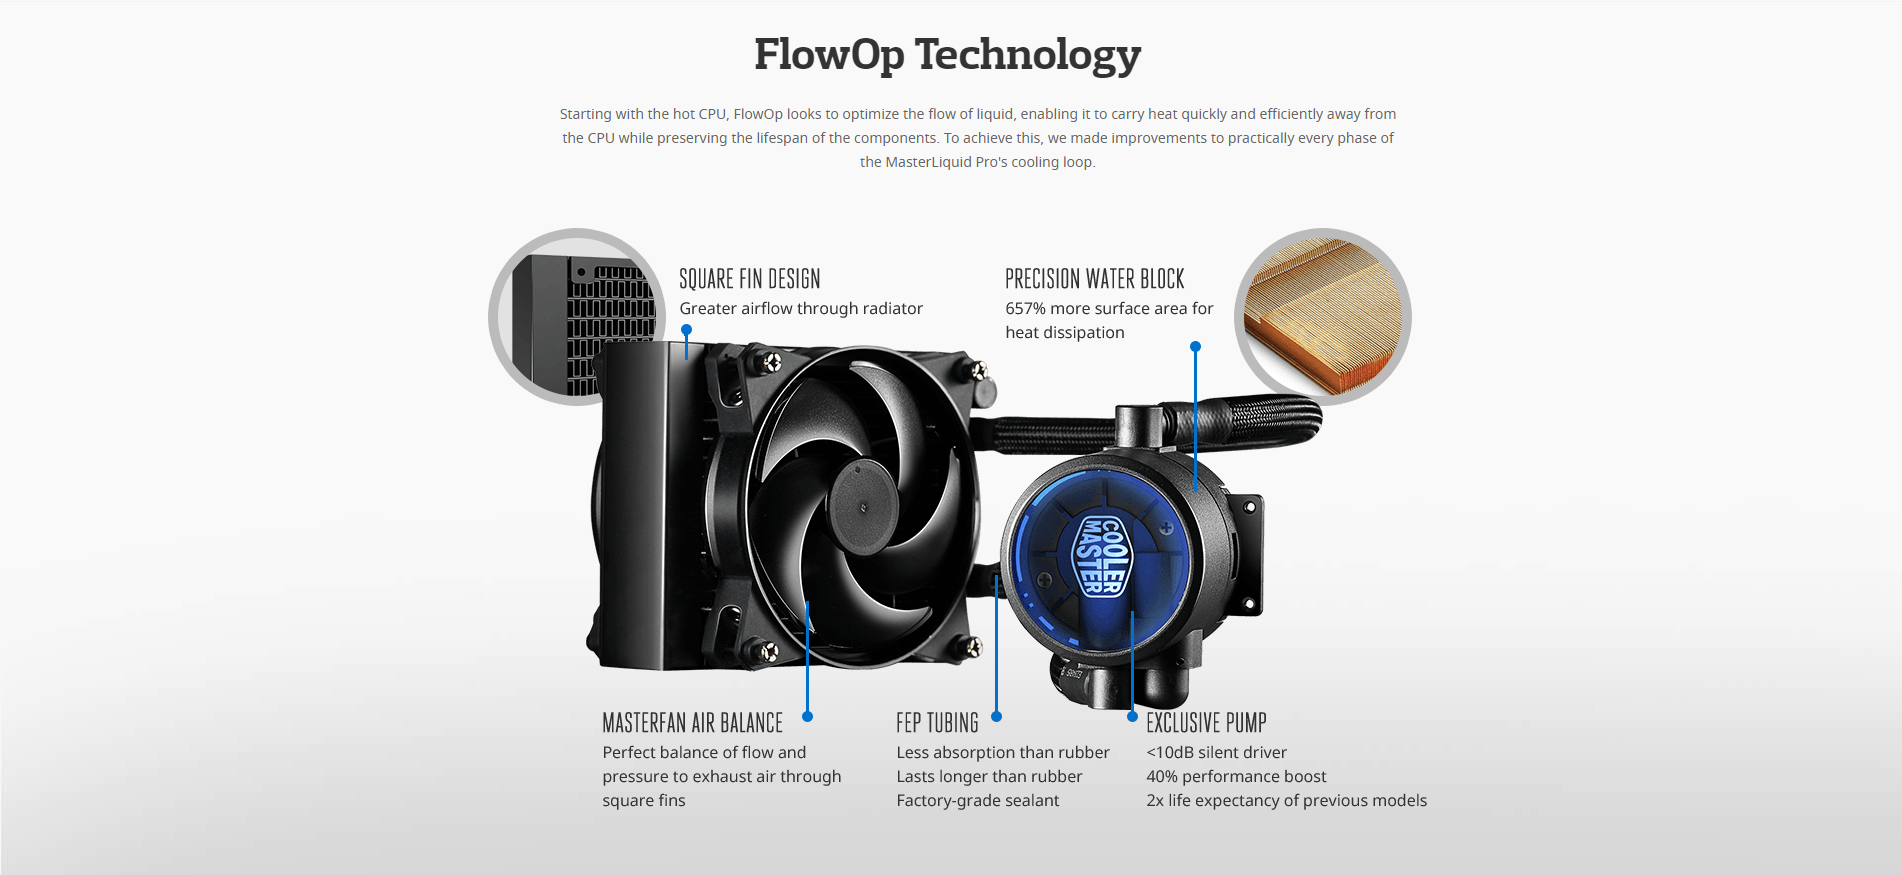 FlowOp Technology
Starting with the hot CPU, FlowOp looks to optimize the flow of liquid, enabling it to carry heat quickly and efficiently away from
the CPU while preserving the lifespan of the components. To achieve this, we made improvements to practically every phase of
the MasterLiquid Pro's cooling loop.
SQUARE FIN DESIGN
Greater airflow through radiator
PRECISION WATER BLOCK
657% more surface area for
heat dissipation
COOLER
MASTER
MASTERFAN AIR BALANCE
Perfect balance of flow and
pressure to exhaust air through
square fins
FEP TUBING
Less absorption than rubber
Lasts longer than rubber
Factory-grade sealant
EXCLUSIVE PUMP
<10dB silent driver
40% performance boost
2x life expectancy of previous models